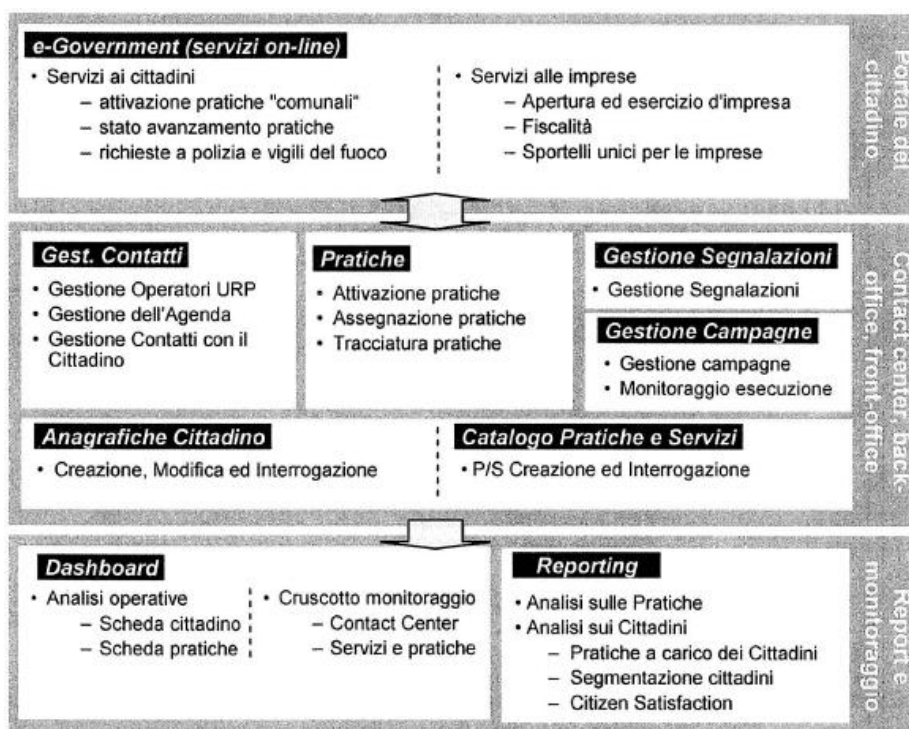 e-Government (servizi on-line)
• Servizi ai cittadini
– attivazione pratiche "comunali"
– stato avanzamento pratiche
– richieste a polizia e vigili del fuoco
• Servizi alle imprese
– Apertura ed esercizio d'impresa
– Fiscalità
– Sportelli unici per le imprese
Portale del
cittadino
Gest. Contatti
• Gestione Operatori URP
• Gestione dell'Agenda
• Gestione Contatti con il
Cittadino
Pratiche
• Attivazione pratiche
• Assegnazione pratiche
• Tracciatura pratiche
Gestione Segnalazioni
• Gestione Segnalazioni
Gestione Campagne
• Gestione campagne
• Monitoraggio esecuzione
Anagrafiche Cittadino
• Creazione, Modifica ed Interrogazione
Catalogo Pratiche e Servizi
• P/S Creazione ed Interrogazione
Contact center, back-
office, front-office
Dashboard
• Analisi operative
– Scheda cittadino
– Scheda pratiche
• Cruscotto monitoraggio
– Contact Center
– Servizi e pratiche
Reporting
• Analisi sulle Pratiche
• Analisi sui Cittadini
– Pratiche a carico dei Cittadini
– Segmentazione cittadini
– Citizen Satisfaction
Report e
monitoraggio